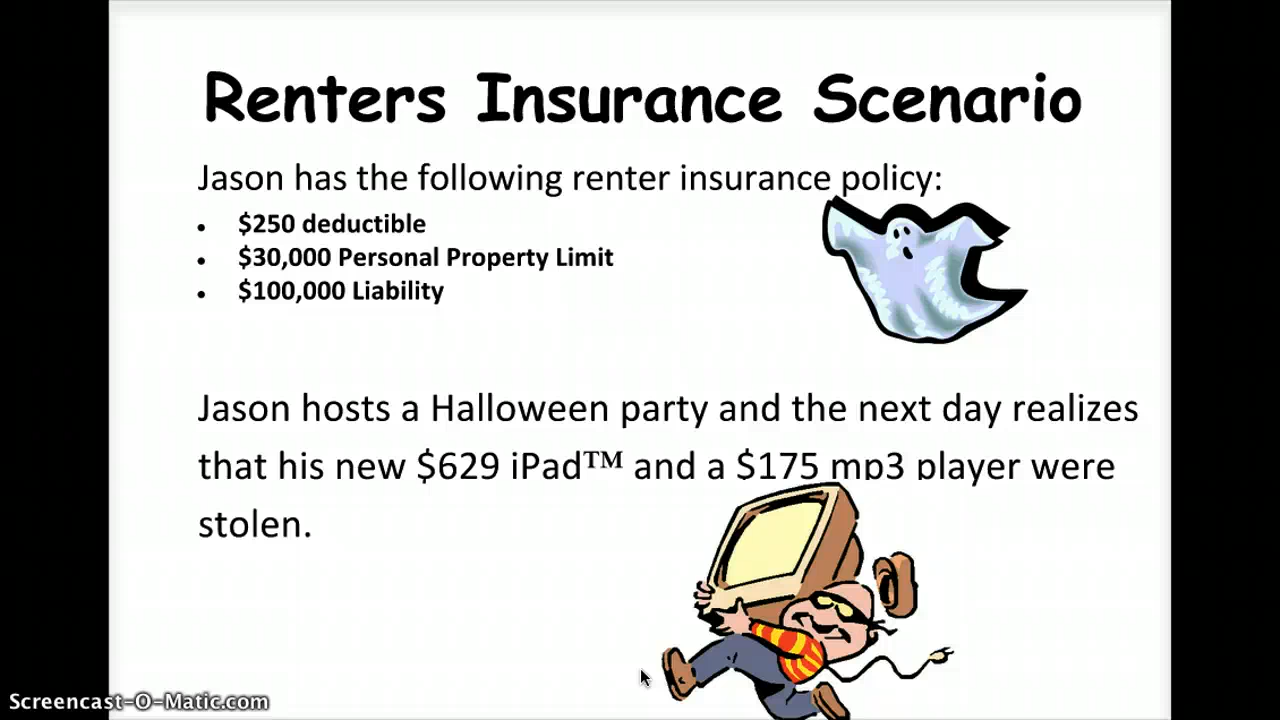 Renters Insurance Scenario
Jason has the following renter insurance policy:
• $250 deductible
• $30,000 Personal Property Limit
• $100,000 Liability
Jason hosts a Halloween party and the next day realizes
that his new $629 iPad™ and a $175 mp3 player were
stolen.
Screencast-O-Matic.com